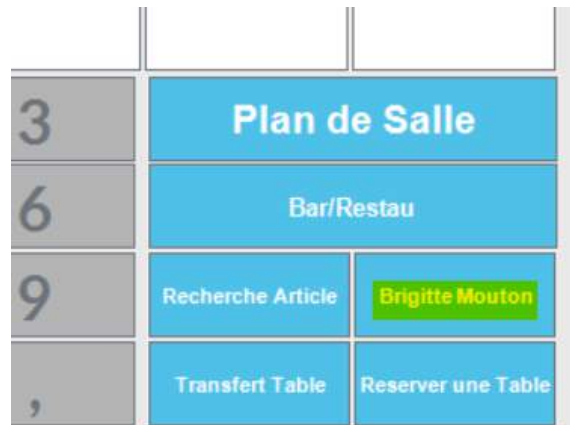 3
Plan de Salle
6
Bar/Restau
9
Recherche Article
Brigitte Mouton
,
Transfert Table
Reserver une Table